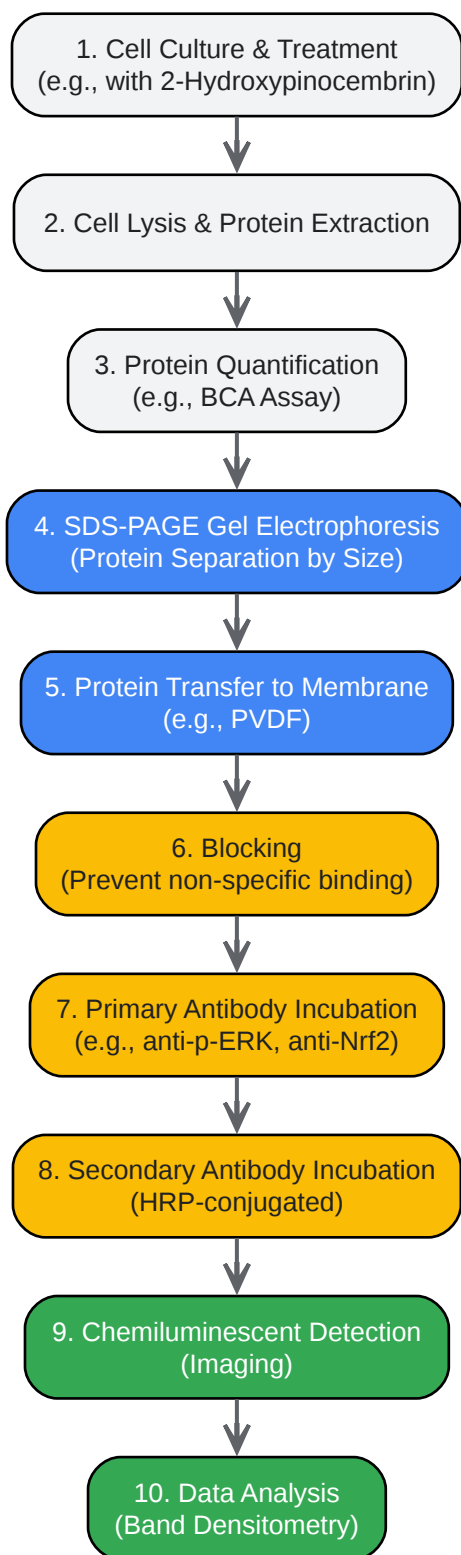 1. Cell Culture & Treatment
(e.g., with 2-Hydroxypinocembrin)
2. Cell Lysis & Protein Extraction
3. Protein Quantification
(e.g., BCA Assay)
4. SDS-PAGE Gel Electrophoresis
(Protein Separation by Size)
5. Protein Transfer to Membrane
(e.g., PVDF)
6. Blocking
(Prevent non-specific binding)
7. Primary Antibody Incubation
(e.g., anti-p-ERK, anti-Nrf2)
8. Secondary Antibody Incubation
(HRP-conjugated)
9. Chemiluminescent Detection
(Imaging)
10. Data Analysis
(Band Densitometry)